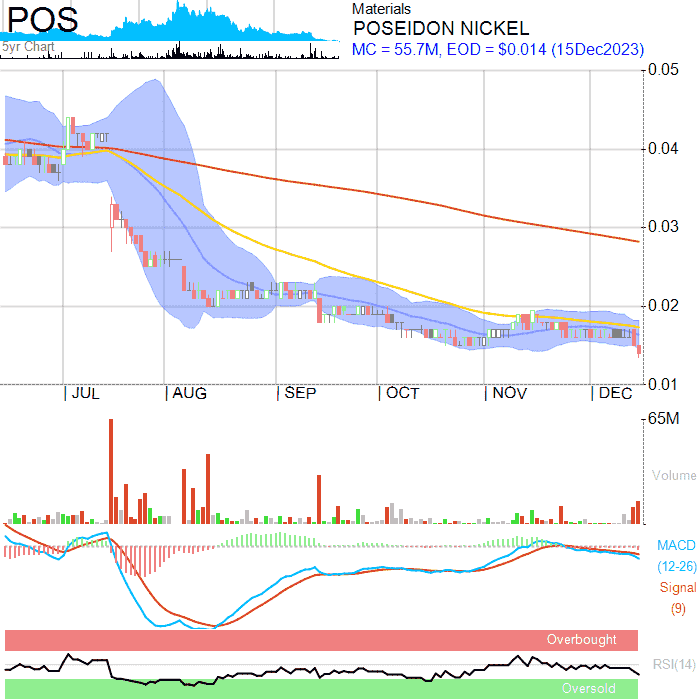 POS
5yr Chart
Materials
POSEIDON NICKEL
MC = 55.7M, EOD = $0.014 (15Dec2023)
0.05
0.04
0.03
0.02
0.01
| JUL | AUG | SEP | OCT | NOV | DEC
65M
Volume
MACD
(12-26)
Signal
(9)
Overbought
RSI(14)
Oversold